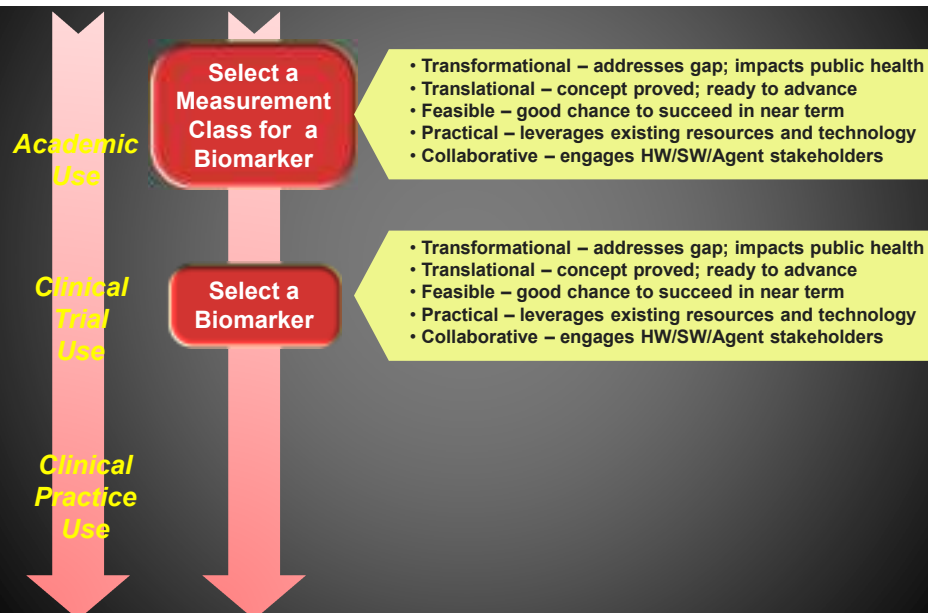 Academic
Use
Clinical
Trial
Use
Clinical
Practice
Use
Select a
Measurement
Class for a
Biomarker
• Transformational – addresses gap; impacts public health
• Translational – concept proved; ready to advance
• Feasible – good chance to succeed in near term
• Practical – leverages existing resources and technology
• Collaborative – engages HW/SW/Agent stakeholders
Select a
Biomarker
• Transformational – addresses gap; impacts public health
• Translational – concept proved; ready to advance
• Feasible – good chance to succeed in near term
• Practical – leverages existing resources and technology
• Collaborative – engages HW/SW/Agent stakeholders